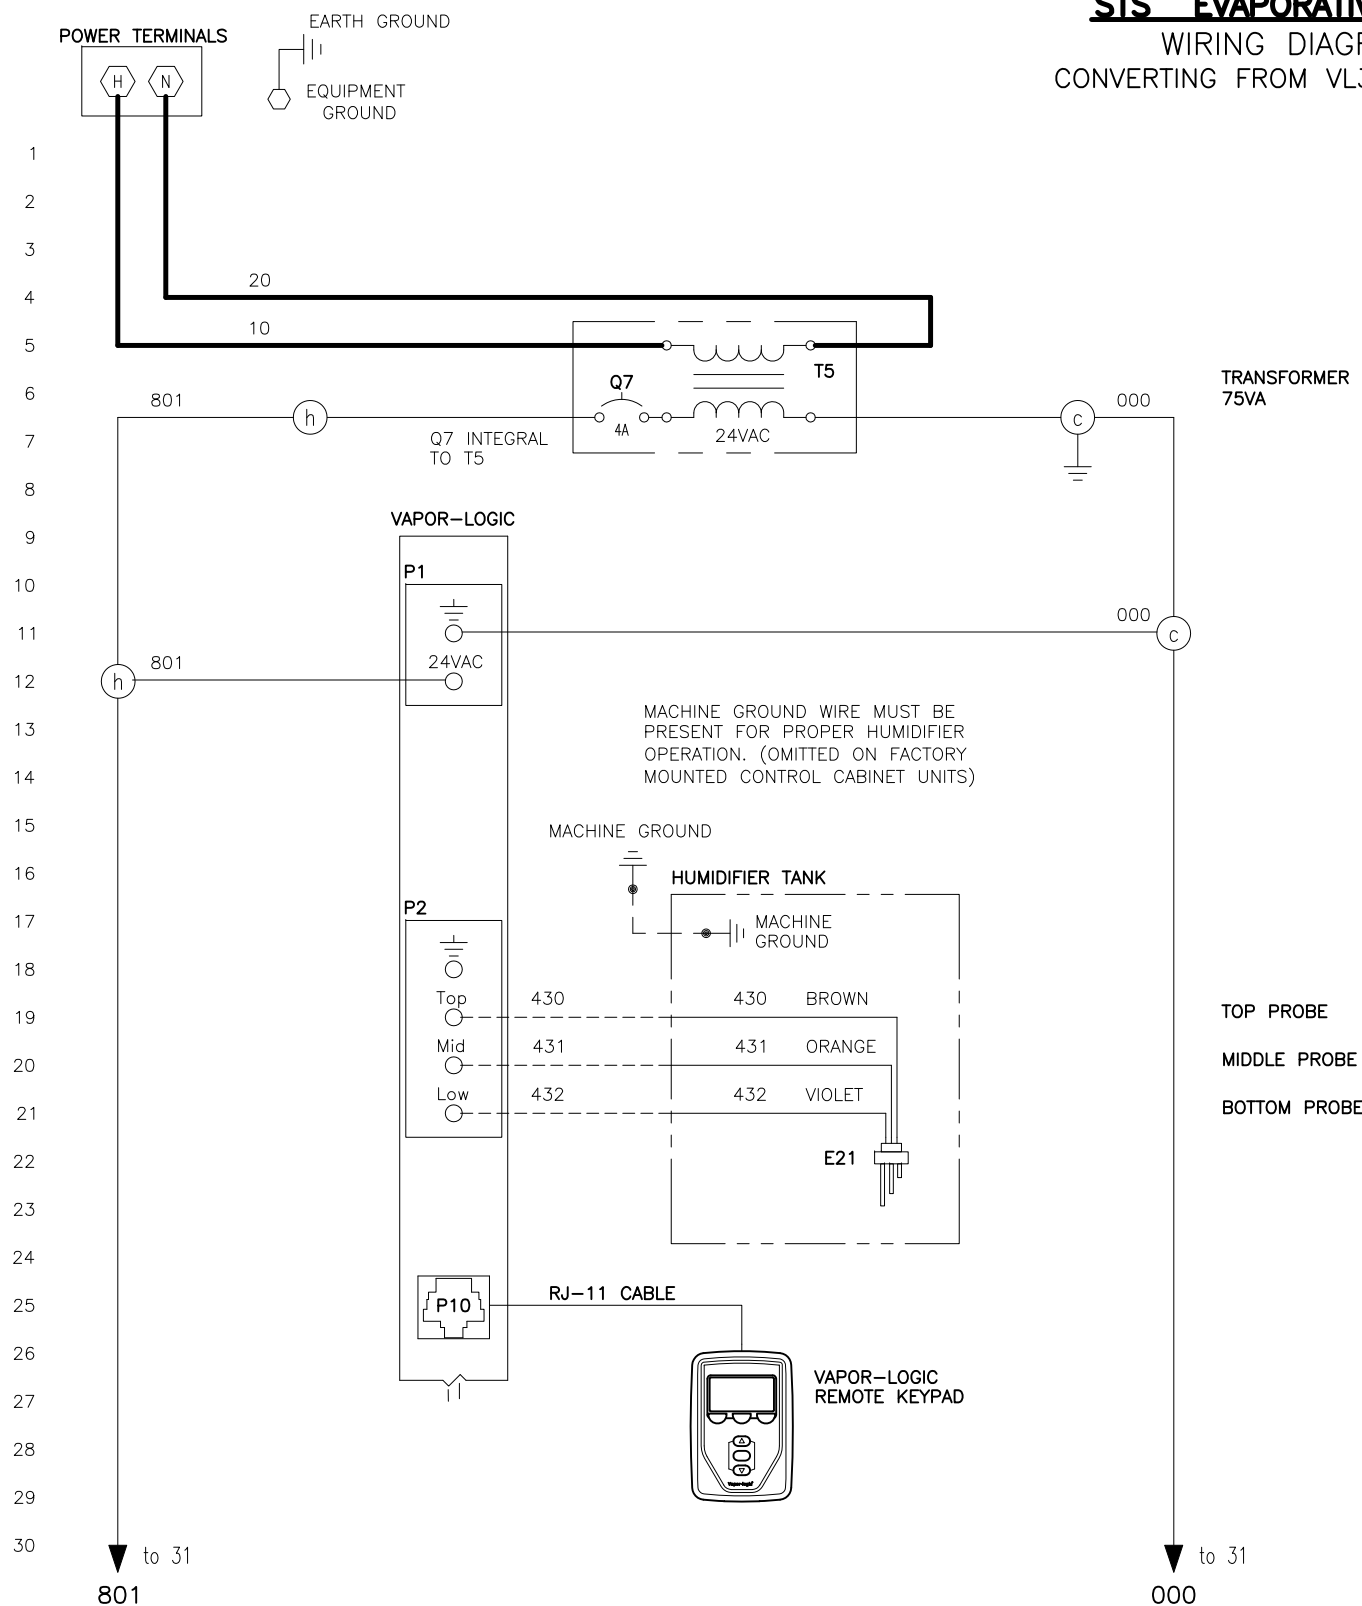 STS EVAPORATIV
WIRING DIAGR
CONVERTING FROM VL3
POWER TERMINALS
H N
EARTH GROUND
EQUIPMENT
GROUND
1
2
3
20
4
10
5
T5
Q7
6
801
h
4A
24VAC
c
000
TRANSFORMER
75VA
7
Q7 INTEGRAL
TO T5
8
VAPOR-LOGIC
9
P1
10
000
11
c
24VAC
801
12
h
13
MACHINE GROUND WIRE MUST BE
PRESENT FOR PROPER HUMIDIFIER
OPERATION. (OMITTED ON FACTORY
MOUNTED CONTROL CABINET UNITS)
14
15
MACHINE GROUND
16
HUMIDIFIER TANK
P2
17
MACHINE
GROUND
18
Top 430 430 BROWN
19
TOP PROBE
Mid 431 431 ORANGE
20
MIDDLE PROBE
Low 432 432 VIOLET
21
BOTTOM PROBE
22
E21
23
24
25
P10
RJ-11 CABLE
26
VAPOR-LOGIC
REMOTE KEYPAD
27
28
Vapor-logic
29
30
to 31
801
to 31
000